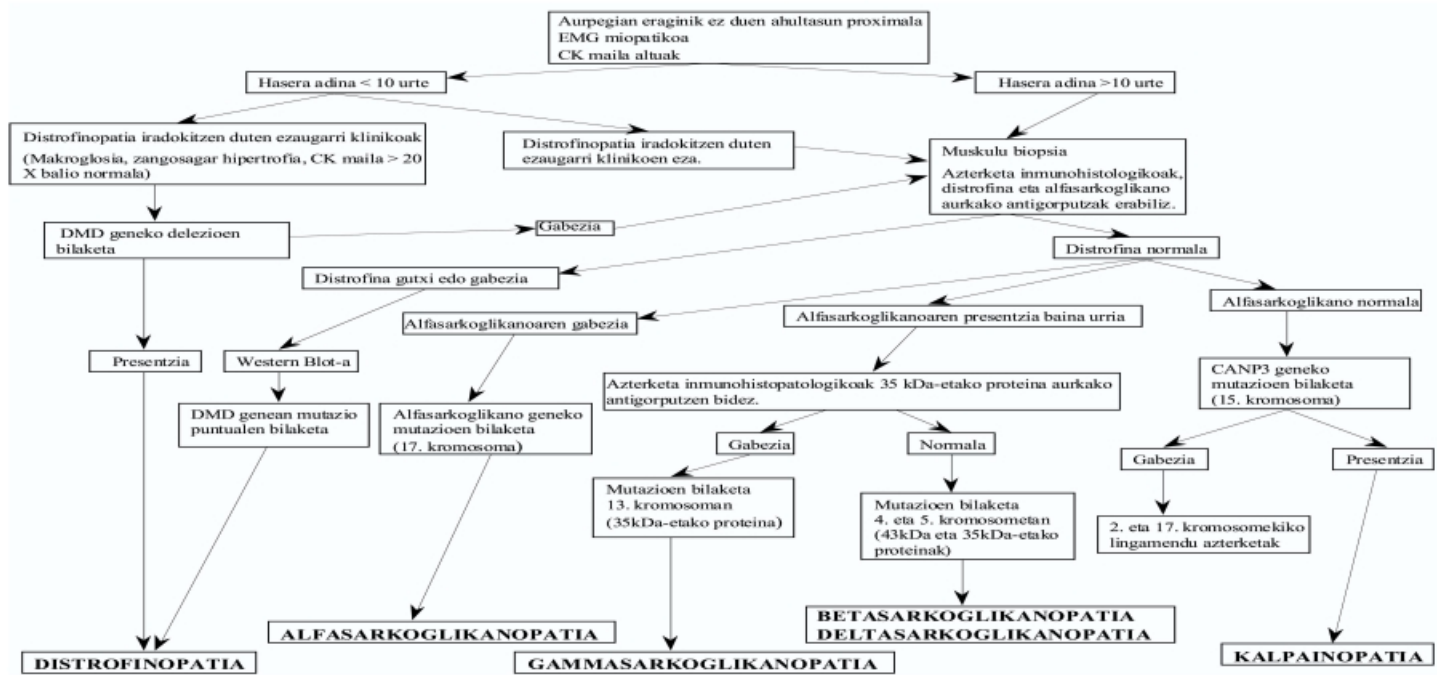 Aurpegian eraginik ez duen ahultasun proximala
EMG miopatikoa
CK maila altuak
Hasera adina < 10 urte
Hasera adina >10 urte
Distrofinopatia iradokitzen duten ezaugarri klinikoak
(Makroglosia, zangosagar hipertrofia, CK maila > 20
X balio normala)
Distrofinopatia iradokitzen duten
ezaugarri klinikoen eza.
Muskulu biopsia
Azterketa inmunohistologikoak,
distrofina eta alfasarkoglikano
aurkako antigorputzak erabiliz.
DMD geneko delezioen
bilaketa
Gabezia
Distrofina normala
Distrofina gutxi edo gabezia
Alfasarkoglikanoaren gabezia
Alfasarkoglikanoaren presentzia baina urria
Alfasarkoglikano normala
Presentzia
Western Blot-a
Azterketa inmunohistopatologikoak 35 kDa-etako proteina aurkako
antigorputzen bidez.
CANP3 geneko
mutazioen bilaketa
(15. kromosoma)
DMD genean mutazio
puntualen bilaketa
Alfasarkoglikano geneko
mutazioen bilaketa
(17. kromosoma)
Gabezia
Normala
Gabezia
Presentzia
Mutazioen bilaketa
13. kromosoman
(35kDa-etako proteina)
Mutazioen bilaketa
4. eta 5. kromosometan
(43kDa eta 35kDa-etako
proteinak)
2. eta 17. kromosomekiko
lingamendu azterketak
DISTROFINOPATIA
ALFASARKOGLIKANOPATIA
GAMMASARKOGLIKANOPATIA
BETASARKOGLIKANOPATIA
DELTASARKOGLIKANOPATIA
KALPAINOPATIA